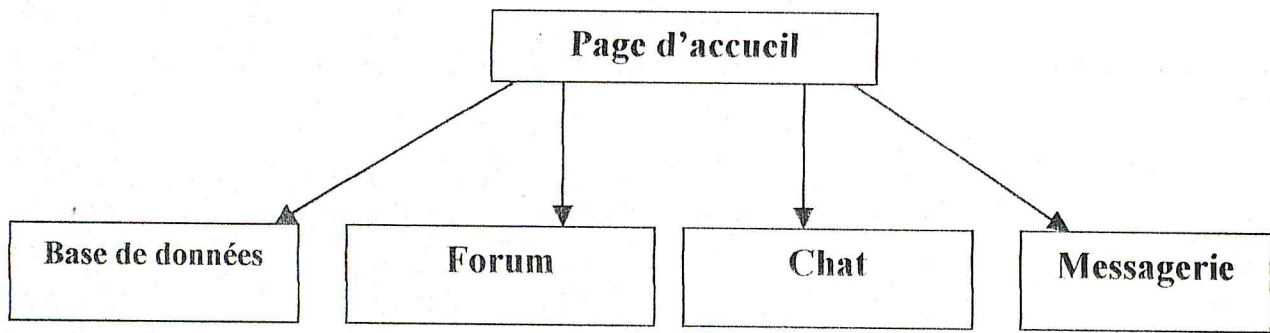 Page d'accueil
Base de données
Forum
Chat
Messagerie